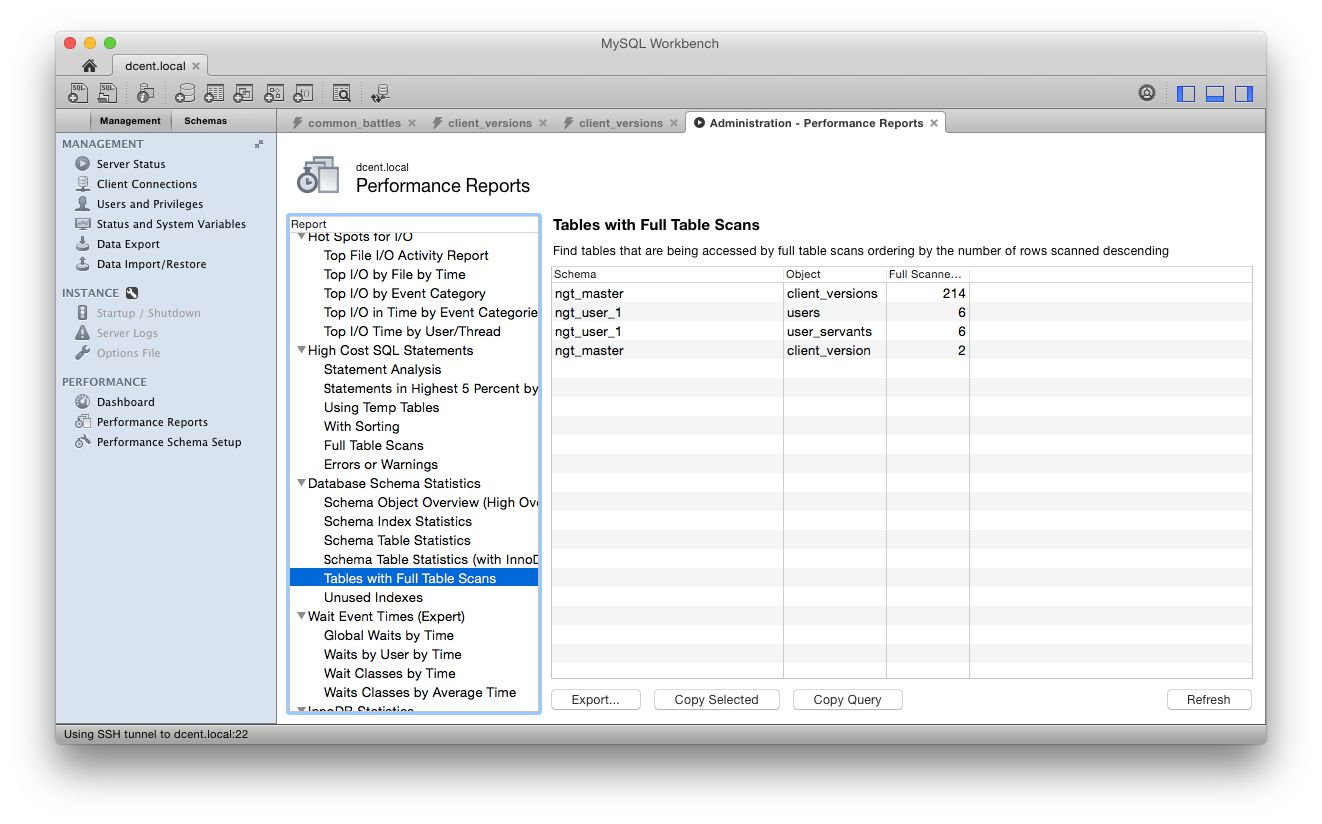 MySQL Workbench
dcent.local
Management Schemas
common_battles client_versions client_versions Administration - Performance Reports
MANAGEMENT
Server Status
Client Connections
Users and Privileges
Status and System Variables
Data Export
Data Import/Restore
INSTANCE
Startup / Shutdown
Server Logs
Options File
PERFORMANCE
Dashboard
Performance Reports
Performance Schema Setup
dcent.local
Performance Reports
Report
Hot Spots for I/O
Top File I/O Activity Report
Top I/O by File by Time
Top I/O by Event Category
Top I/O in Time by Event Categorie
Top I/O Time by User/Thread
High Cost SQL Statements
Statement Analysis
Statements in Highest 5 Percent by
Using Temp Tables
With Sorting
Full Table Scans
Errors or Warnings
Database Schema Statistics
Schema Object Overview (High Ov
Schema Index Statistics
Schema Table Statistics
Schema Table Statistics (with InnoD
Tables with Full Table Scans
Unused Indexes
Wait Event Times (Expert)
Global Waits by Time
Waits by User by Time
Wait Classes by Time
Waits Classes by Average Time
InnoDB Statistics
Tables with Full Table Scans
Find tables that are being accessed by full table scans ordering by the number of rows scanned descending
Schema Object Full Scanne...
ngt_master client_versions 214
ngt_user_1 users 6
ngt_user_1 user_servants 6
ngt_master client_version 2
Export... Copy Selected Copy Query Refresh
Using SSH tunnel to dcent.local:22